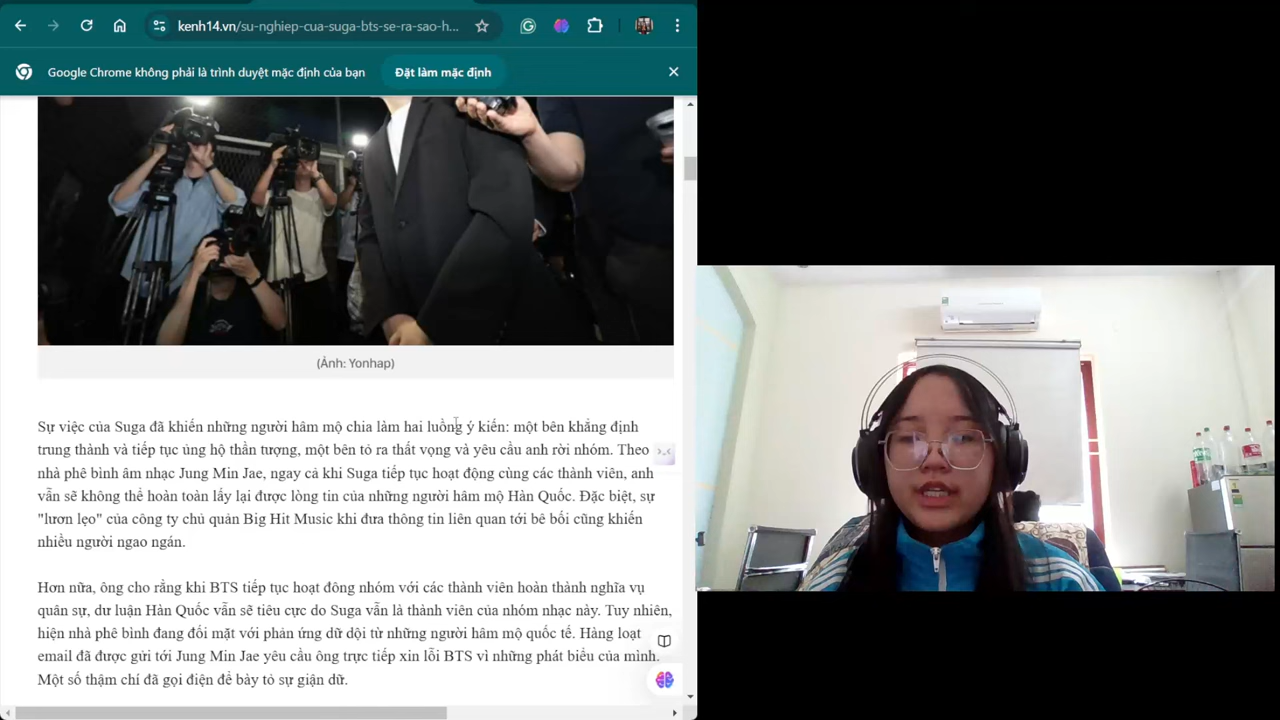 kenh14.vn/su-nghiep-cua-suga-bts-se-ra-sao-h...
Google Chrome không phải là trình duyệt mặc định của bạn
Đặt làm mặc định
(Ảnh: Yonhap)
Sự việc của Suga đã khiến những người hâm mộ chia làm hai luồng ý kiến: một bên khẳng định
trung thành và tiếp tục ủng hộ thần tượng, một bên tỏ ra thất vọng và yêu cầu anh rời nhóm. Theo
nhà phê bình âm nhạc Jung Min Jae, ngay cả khi Suga tiếp tục hoạt động cùng các thành viên, anh
vẫn sẽ không thể hoàn toàn lấy lại được lòng tin của những người hâm mộ Hàn Quốc. Đặc biệt, sự
"lươn lẹo" của công ty chủ quản Big Hit Music khi đưa thông tin liên quan tới bê bối cũng khiến
nhiều người ngao ngán.
Hơn nữa, ông cho rằng khi BTS tiếp tục hoạt động nhóm với các thành viên hoàn thành nghĩa vụ
quân sự, dư luận Hàn Quốc vẫn sẽ tiêu cực do Suga vẫn là thành viên của nhóm nhạc này. Tuy nhiên,
hiện nhà phê bình đang đối mặt với phản ứng dữ dội từ những người hâm mộ quốc tế. Hàng loạt
email đã được gửi tới Jung Min Jae yêu cầu ông trực tiếp xin lỗi BTS vì những phát biểu của mình.
Một số thậm chí đã gọi điện để bày tỏ sự giận dữ.